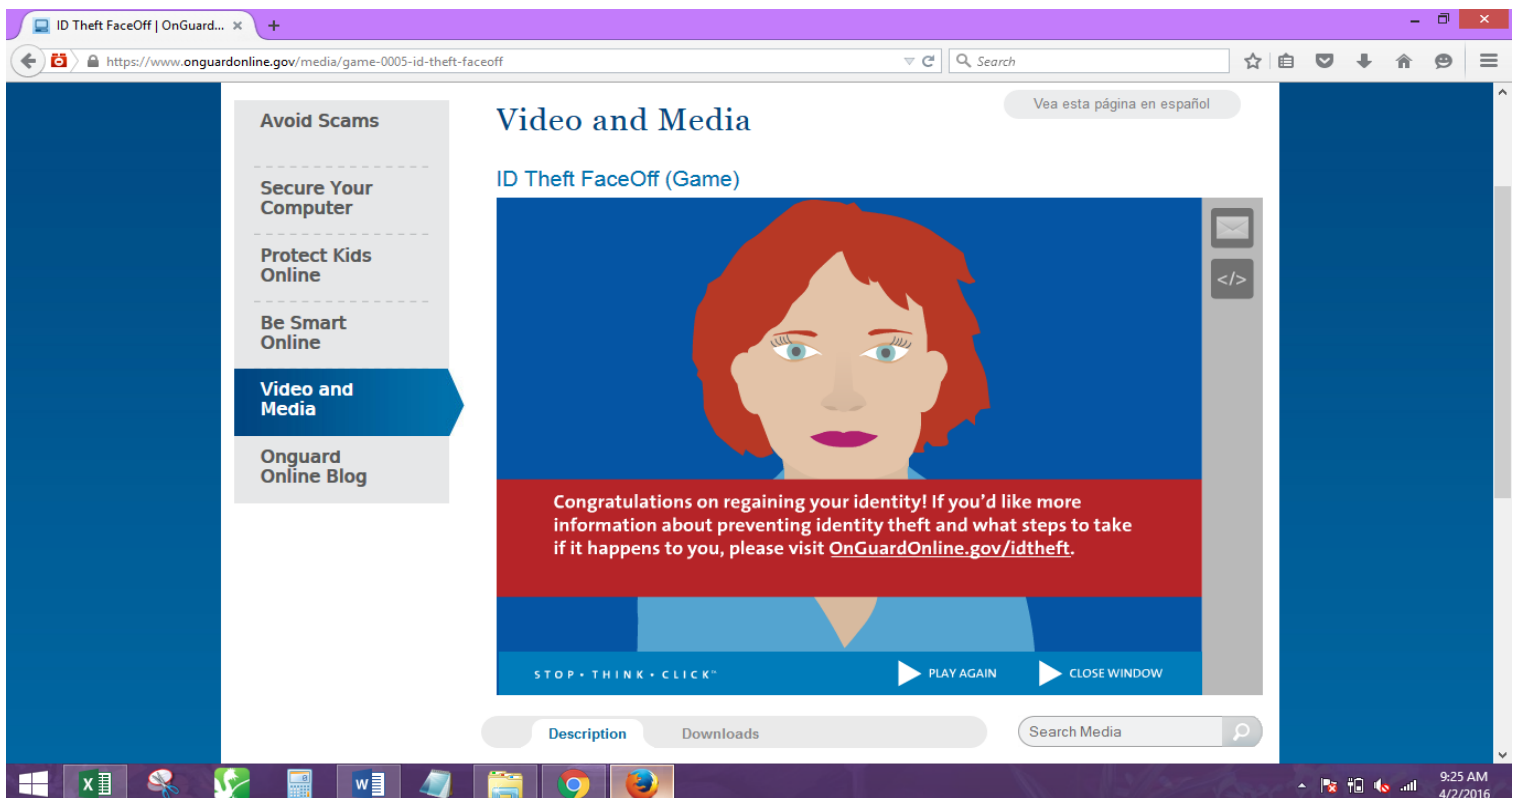 ID Theft FaceOff | OnGuard...
https://www.onguardonline.gov/media/game-0005-id-theft-faceoff
Search
Avoid Scams
Secure Your
Computer
Protect Kids
Online
Be Smart
Online
Video and
Media
Onguard
Online Blog
Video and Media
Vea esta página en español
ID Theft FaceOff (Game)
</>
Congratulations on regaining your identity! If you'd like more
information about preventing identity theft and what steps to take
if it happens to you, please visit OnGuardOnline.gov/idtheft.
STOP • THINK • CLICK™
PLAY AGAIN
CLOSE WINDOW
Description
Downloads
Search Media
9:25 AM
4/2/2016